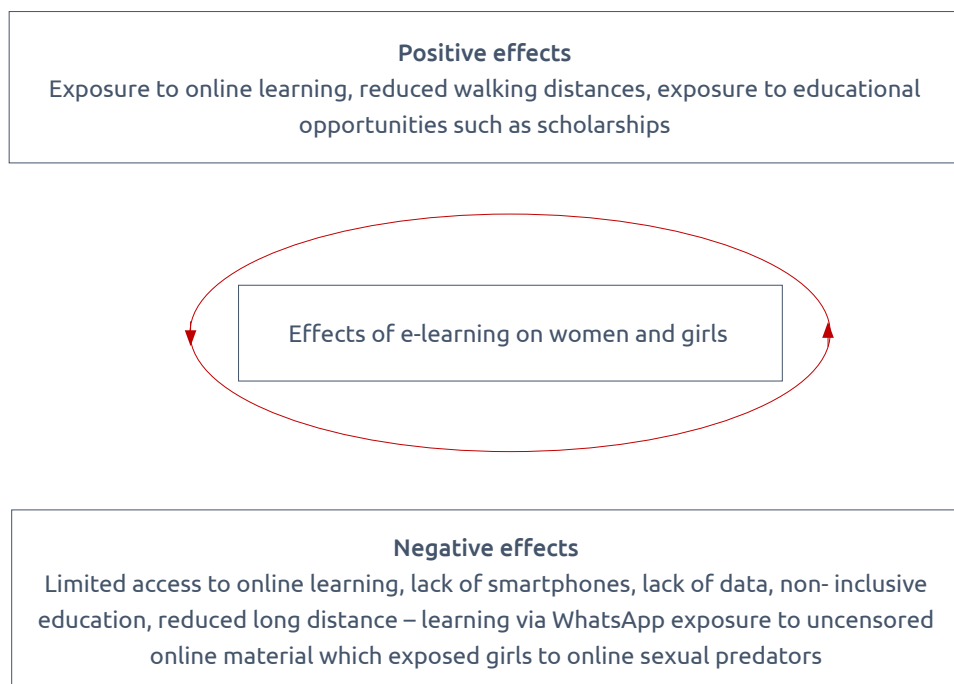 Positive effects
Exposure to online learning, reduced walking distances, exposure to educational
opportunities such as scholarships
Effects of e-learning on women and girls
Negative effects
Limited access to online learning, lack of smartphones, lack of data, non- inclusive
education, reduced long distance – learning via WhatsApp exposure to uncensored
online material which exposed girls to online sexual predators